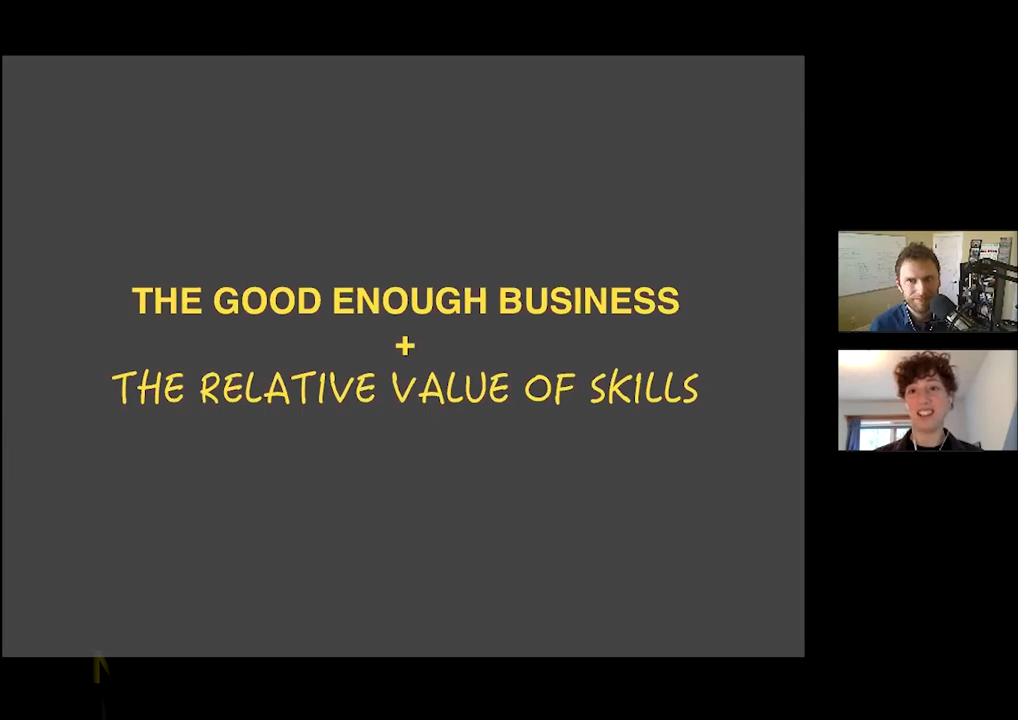 THE GOOD ENOUGH BUSINESS
+
THE RELATIVE VALUE OF SKILLS